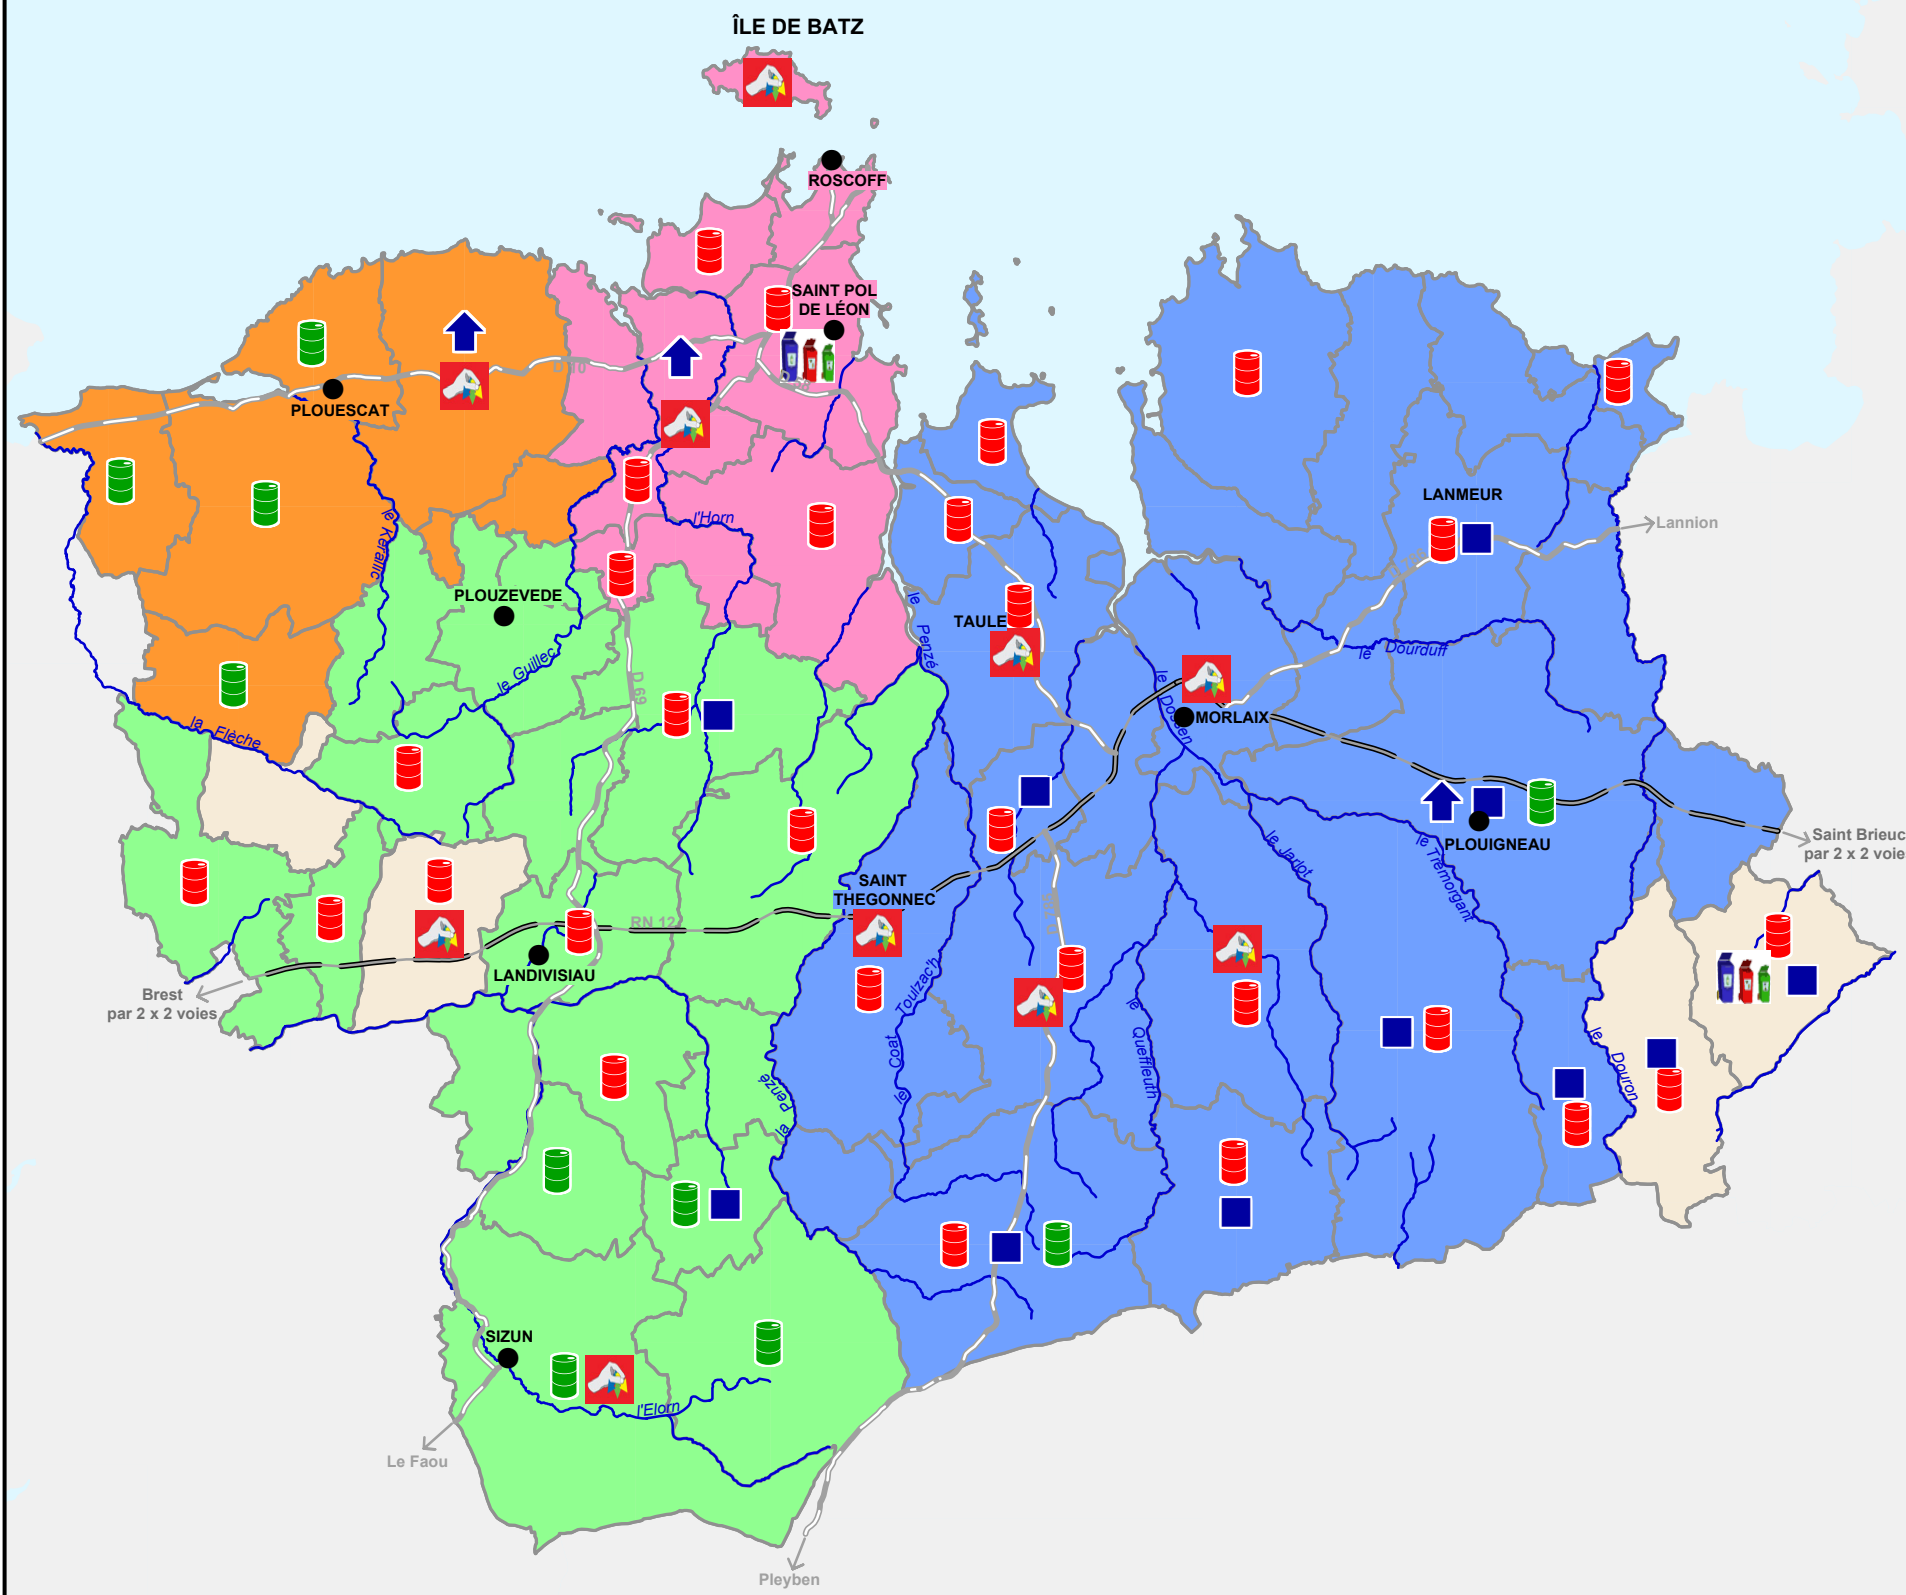 ÎLE DE BATZ
ROSCOFF
SAINT POL
DE LÉON
D 10
PLOUESCAT
LANMEUR
Lannion
l'Horn
le Kerallic
PLOUZEVEDE
le
Penzé
TAULE
le Guillec
D 69
le Dourduff
le Dossen
MORLAIX
la Flèche
PLOUIGNEAU
Saint Brieuc
par 2 x 2 voie
le Jarlot
le Trémorgant
SAINT
THEGONNEC
RN 12
LANDIVISIAU
Brest
par 2 x 2 voies
le Coat Toulzac'h
le Queffleuth
le Douron
la Penzé
SIZUN
l'Elorn
Le Faou
Pleyben